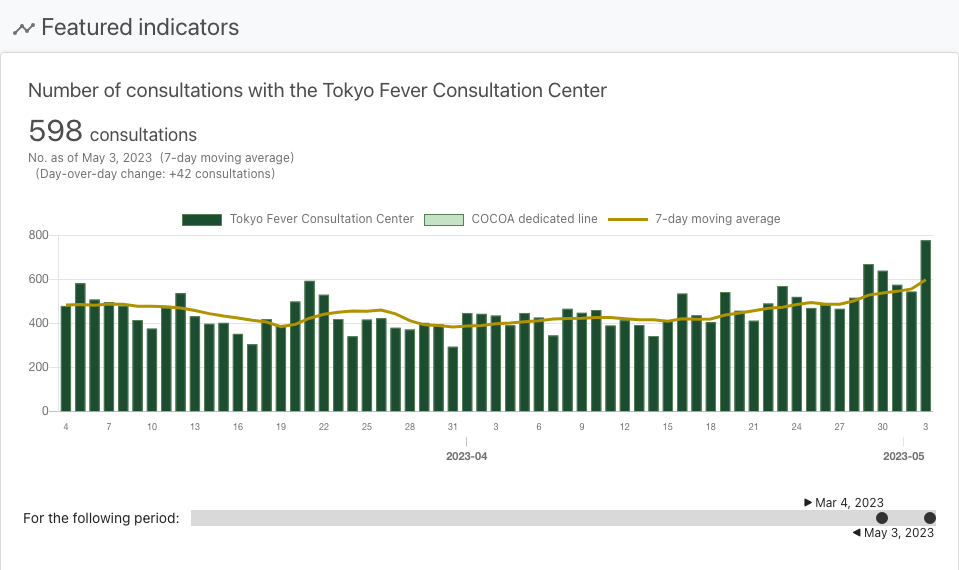 Featured indicators
Number of consultations with the Tokyo Fever Consultation Center
598 consultations
No. as of May 3, 2023 (7-day moving average)
(Day-over-day change: +42 consultations)
Tokyo Fever Consultation Center COCOA dedicated line 7-day moving average
800
600
400
200
0
4 7 10 13 16 19 22 25 28 31 3 6 9 12 15 18 21 24 27 30 3
2023-04 2023-05
▶ Mar 4, 2023
For the following period:
◀ May 3, 2023